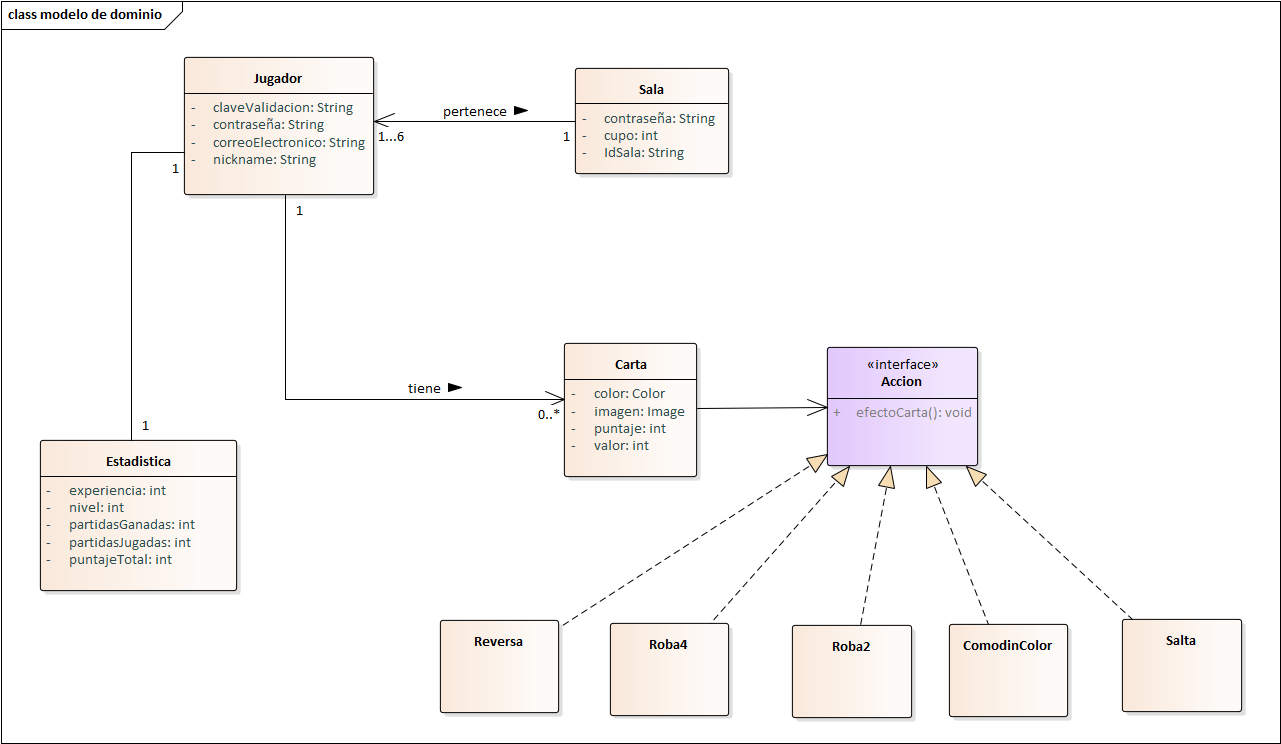 class modelo de dominio
Jugador
- claveValidacion: String
- contraseña: String
- correoElectronico: String
- nickname: String
pertenece
1...6
1
Sala
- contraseña: String
- cupo: int
- IdSala: String
1
1
tiene
0..*
Carta
- color: Color
- imagen: Image
- puntaje: int
- valor: int
«interface»
Accion
+ efectoCarta(): void
1
Estadistica
- experiencia: int
- nivel: int
- partidasGanadas: int
- partidasJugadas: int
- puntajeTotal: int
Reversa
Roba4
Roba2
ComodinColor
Salta